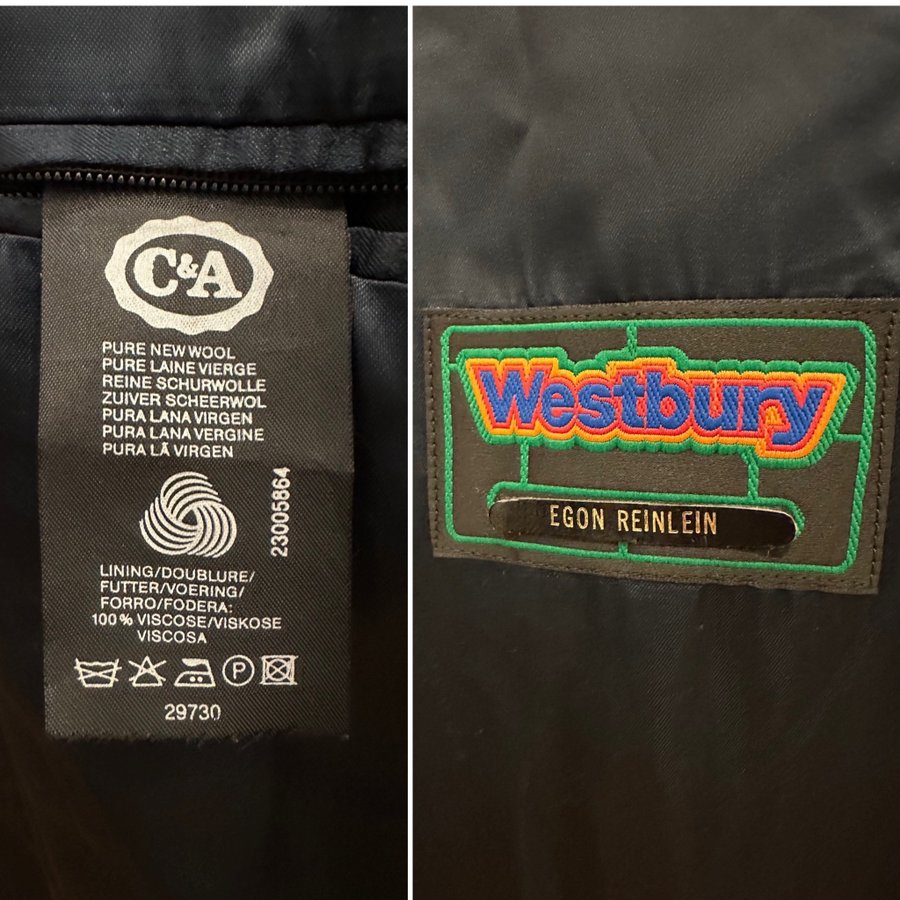 C&A
PURE NEW WOOL
PURE LAINE VIERGE
REINE SCHURWOLLE
ZUIVER SCHEERWOL
PURA LANA VIRGEN
PURA LANA VERGINE
PURA LÃ VIRGEN
23005864
LINING/DOUBLURE/
FUTTER/VOERING/
FORRO/FODERA:
100% VISCOSE/VISKOSE
VISCOSA
P
29730
Westbury
EGON REINLEIN